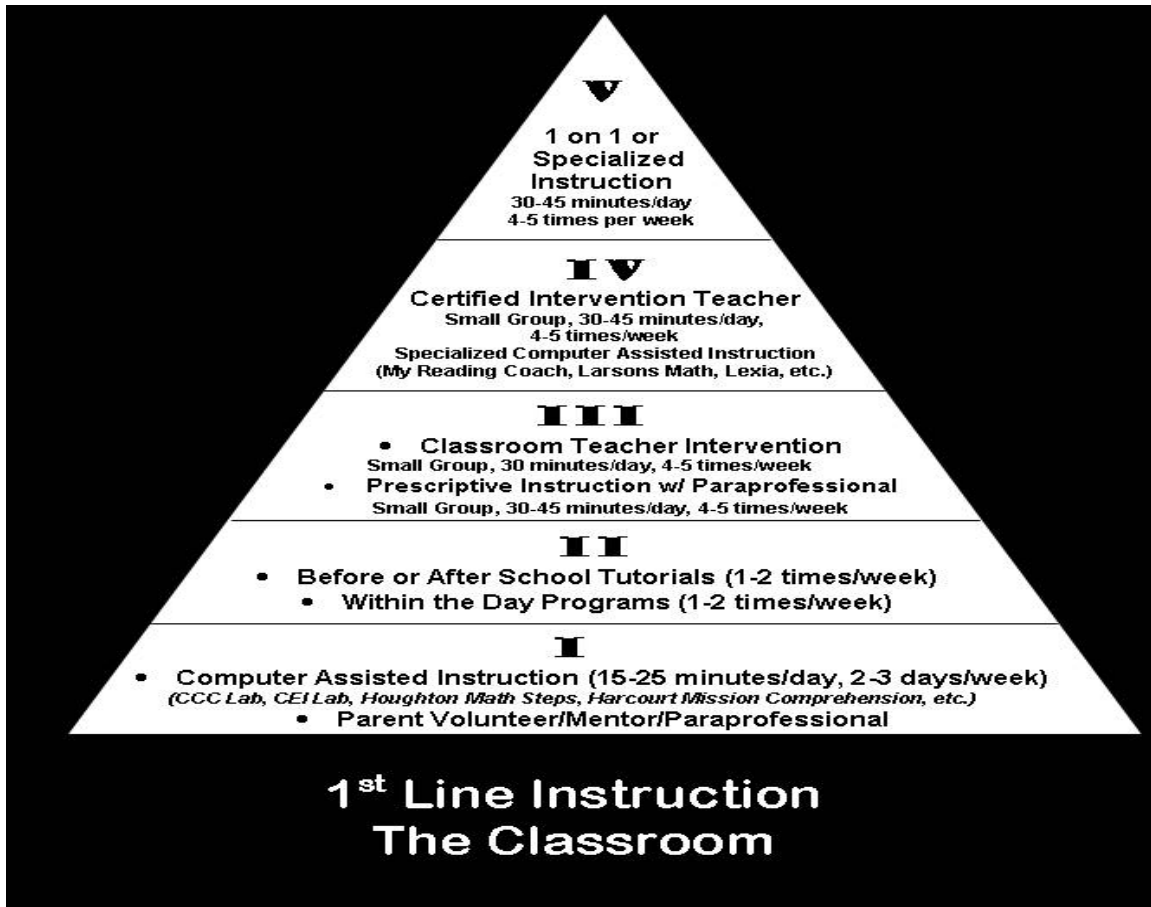 V
1 on 1 or
Specialized
Instruction
30-45 minutes/day
4-5 times per week
IV
Certified Intervention Teacher
Small Group, 30-45 minutes/day,
4-5 times/week
Specialized Computer Assisted Instruction
(My Reading Coach, Larsons Math, Lexia, etc.)
III
• Classroom Teacher Intervention
Small Group, 30 minutes/day, 4-5 times/week
• Prescriptive Instruction w/ Paraprofessional
Small Group, 30-45 minutes/day, 4-5 times/week
II
• Before or After School Tutorials (1-2 times/week)
• Within the Day Programs (1-2 times/week)
I
• Computer Assisted Instruction (15-25 minutes/day, 2-3 days/week)
(CCC Lab, CEI Lab, Houghton Math Steps, Harcourt Mission Comprehension, etc.)
• Parent Volunteer/Mentor/Paraprofessional
1st Line Instruction
The Classroom